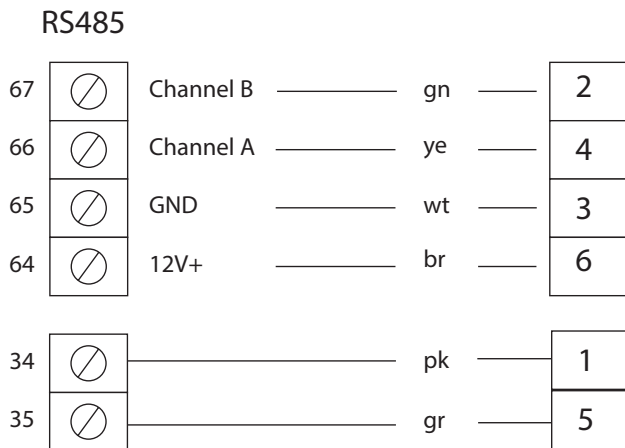 RS485
67 Channel B gn 2
66 Channel A ye 4
65 GND wt 3
64 12V+ br 6
34 pk 1
35 gr 5